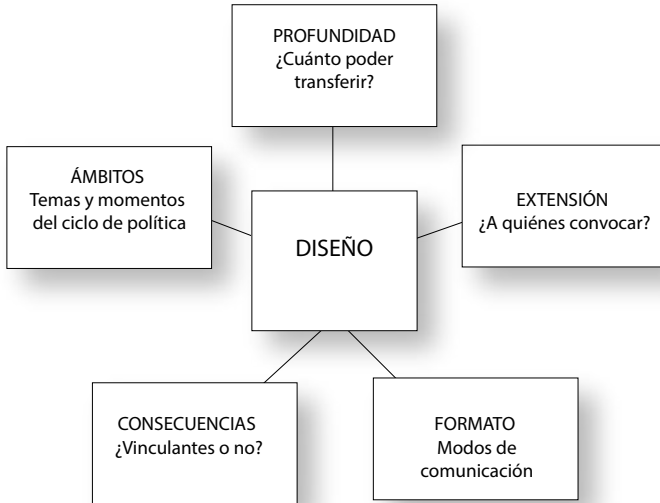 PROFUNDIDAD
¿Cuánto poder
transferir?
ÁMBITOS
Temas y momentos
del ciclo de política
EXTENSIÓN
¿A quiénes convocar?
DISEÑO
CONSECUENCIAS
¿Vinculantes o no?
FORMATO
Modos de
comunicación